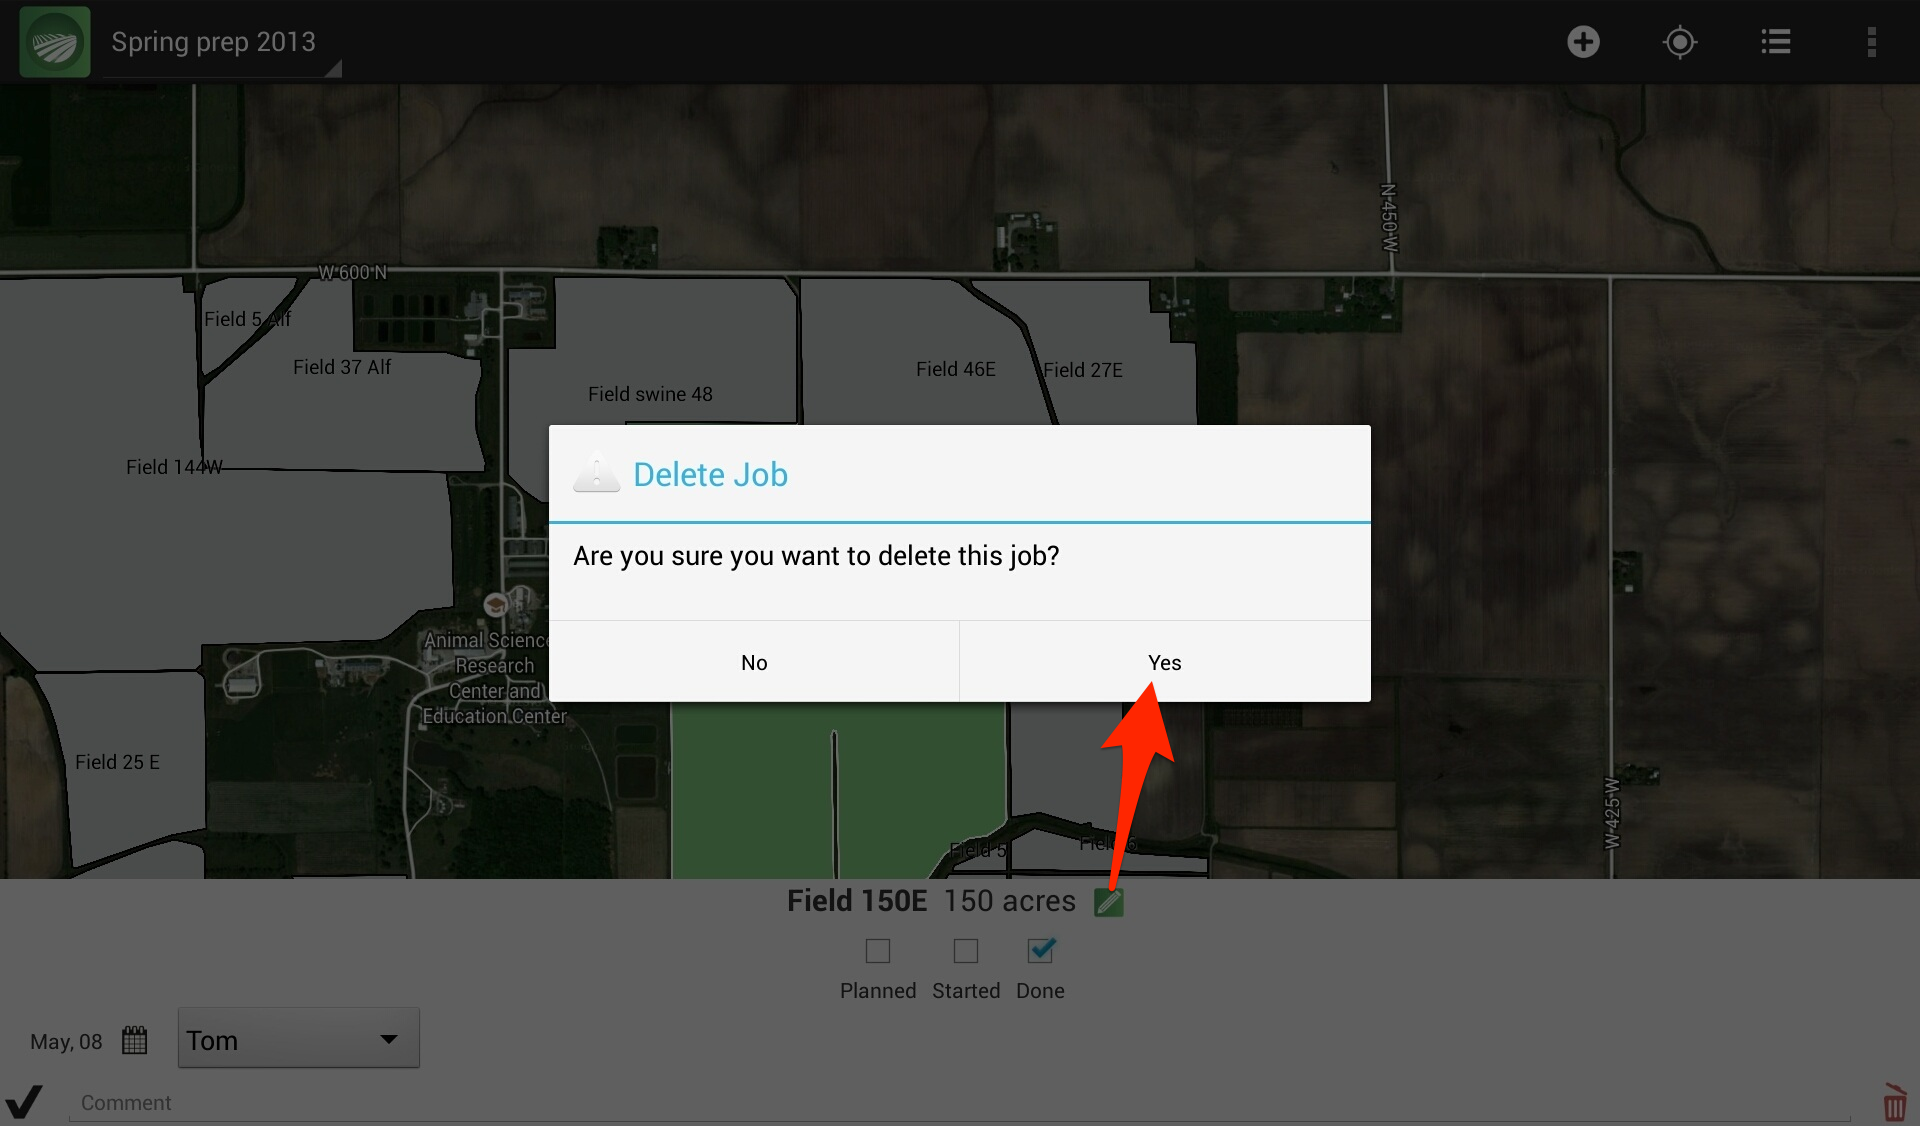 Spring prep 2013
N 450 W
W 600 N
Field 5 Alf
Field 37 Alf
Field 46E
Field 27E
Field swine 48
Field 144W
Delete Job
Are you sure you want to delete this job?
No
Yes
Animal Science
Research
Center and
Education Center
Field 25 E
W 425 W
Field 5
Field 150E 150 acres
Planned
Started
Done
May, 08
Tom
Comment